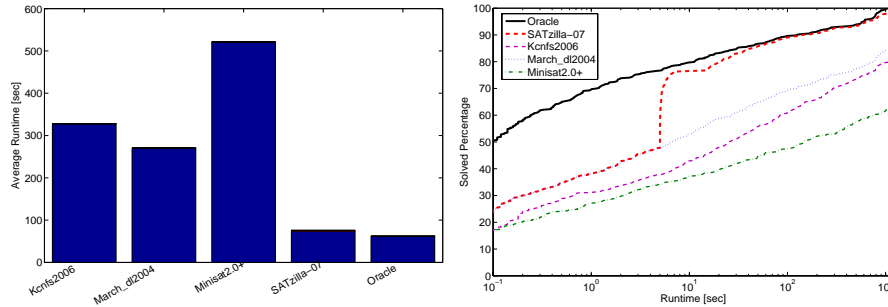 600
500
400
300
200
100
0
Average Runtime [sec]
Kcnfs2006
March_dl2004
Minisat2.0+
SATzilla−07
Oracle
100
90
80
70
60
50
40
30
20
10
0
Solved Percentage
Oracle
SATzilla−07
Kcnfs2006
March_dl2004
Minisat2.0+
10−1
100
101
102
Runtime [sec]